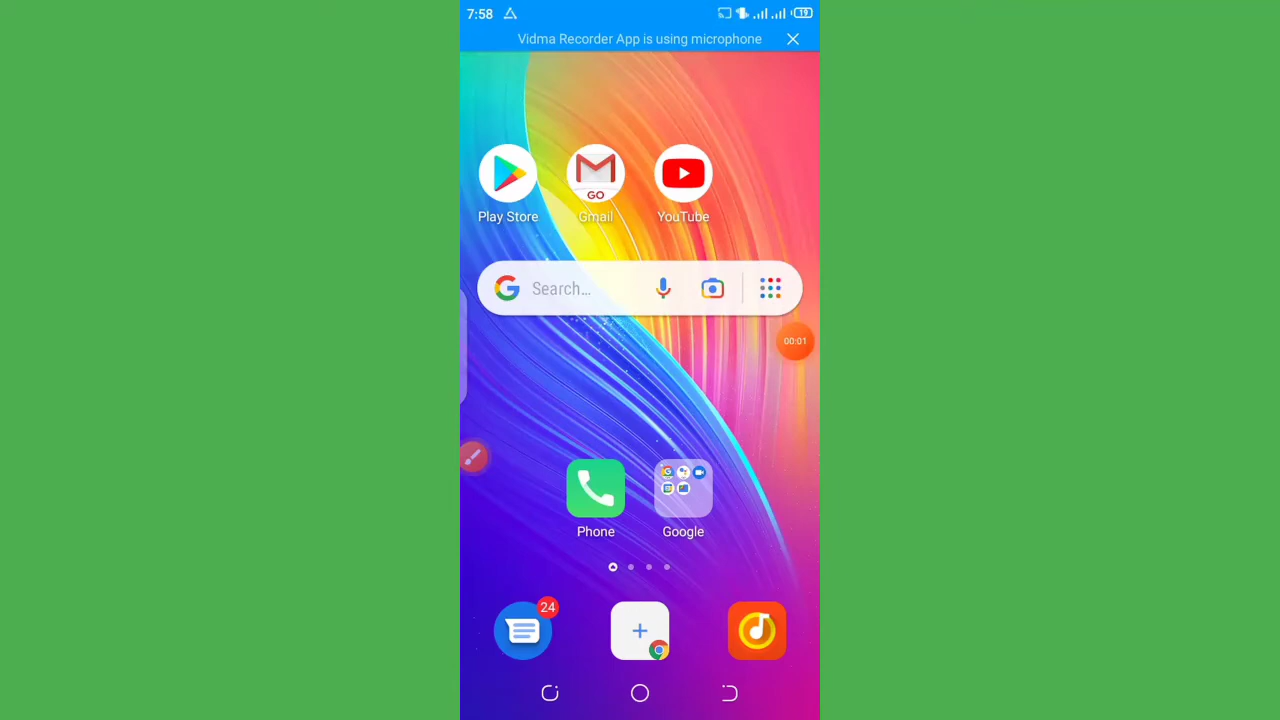 7:58
19
Vidma Recorder App is using microphone
GO
Play Store
Gmail
YouTube
Search...
00:01
Phone
Google
24